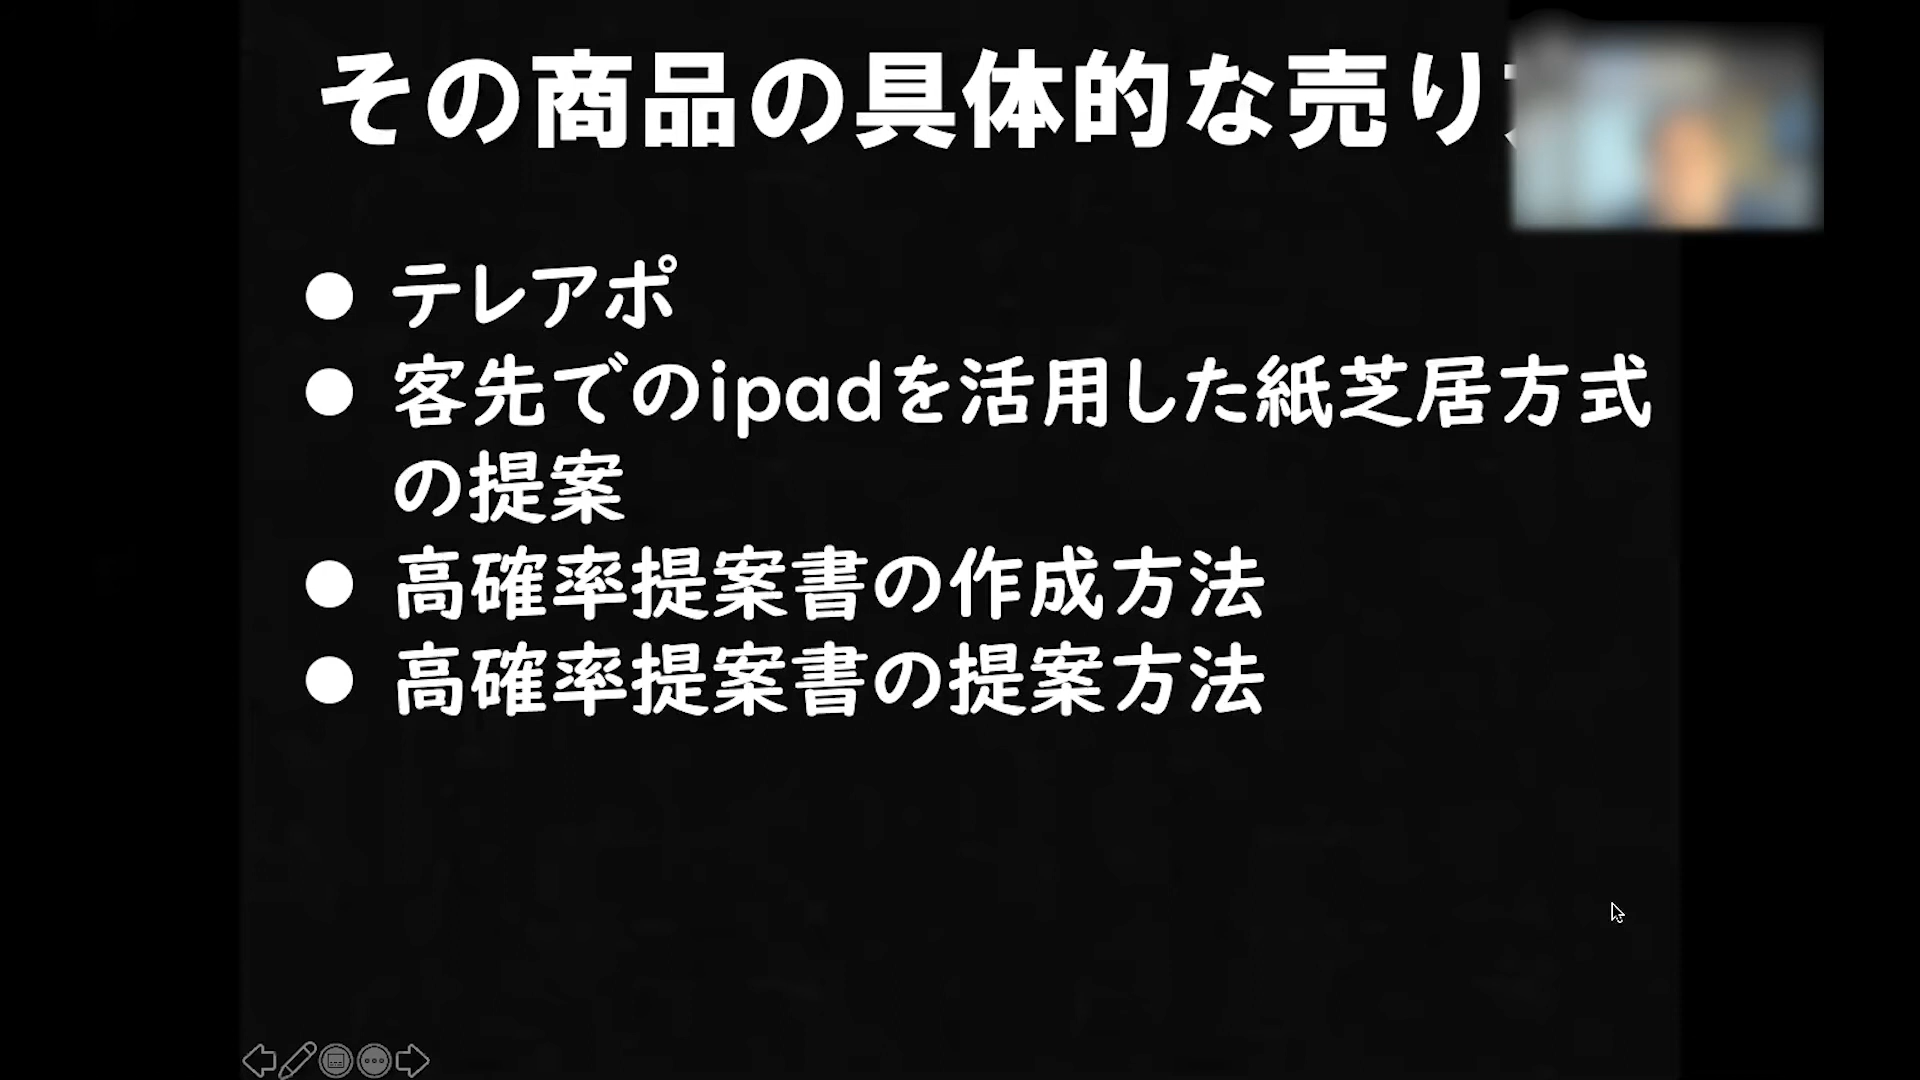 その商品の具体的な売り
● テレアポ
● 客先でのipadを活用した紙芝居方式
の提案
● 高確率提案書の作成方法
● 高確率提案書の提案方法